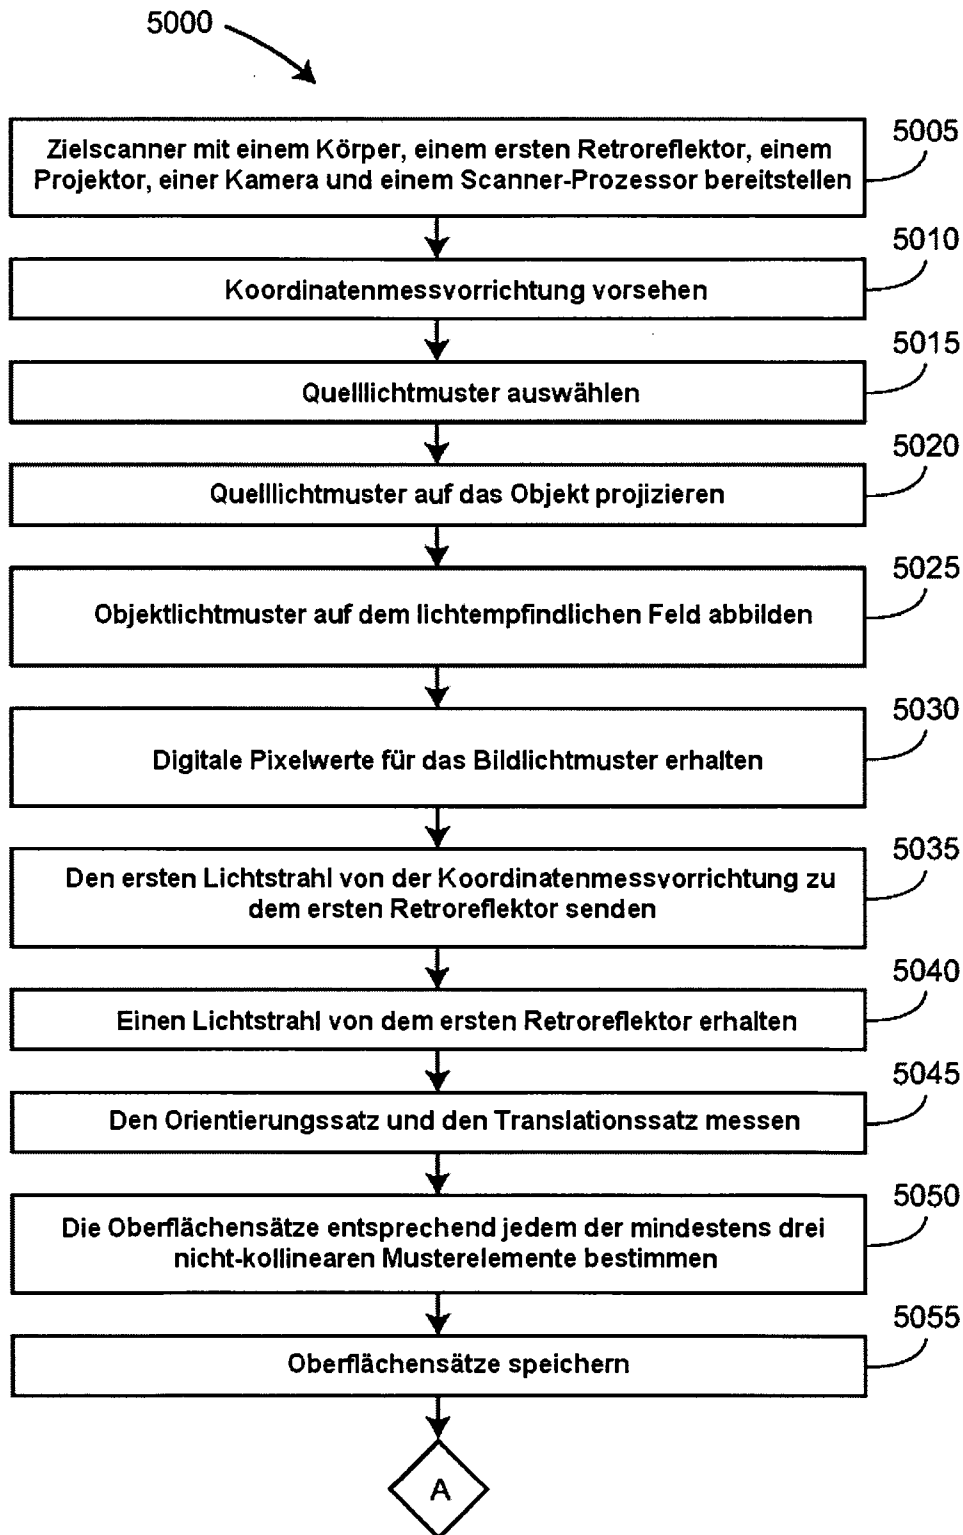 5000
5005
Zielscanner mit einem Körper, einem ersten Retroreflektor, einem
Projektor, einer Kamera und einem Scanner-Prozessor bereitstellen
5010
Koordinatenmessvorrichtung vorsehen
5015
Quelllichtmuster auswählen
5020
Quelllichtmuster auf das Objekt projizieren
5025
Objektlichtmuster auf dem lichtempfindlichen Feld abbilden
5030
Digitale Pixelwerte für das Bildlichtmuster erhalten
5035
Den ersten Lichtstrahl von der Koordinatenmessvorrichtung zu
dem ersten Retroreflektor senden
5040
Einen Lichtstrahl von dem ersten Retroreflektor erhalten
5045
Den Orientierungssatz und den Translationssatz messen
5050
Die Oberflächensätze entsprechend jedem der mindestens drei
nicht-kollinearen Musterelemente bestimmen
5055
Oberflächensätze speichern
A